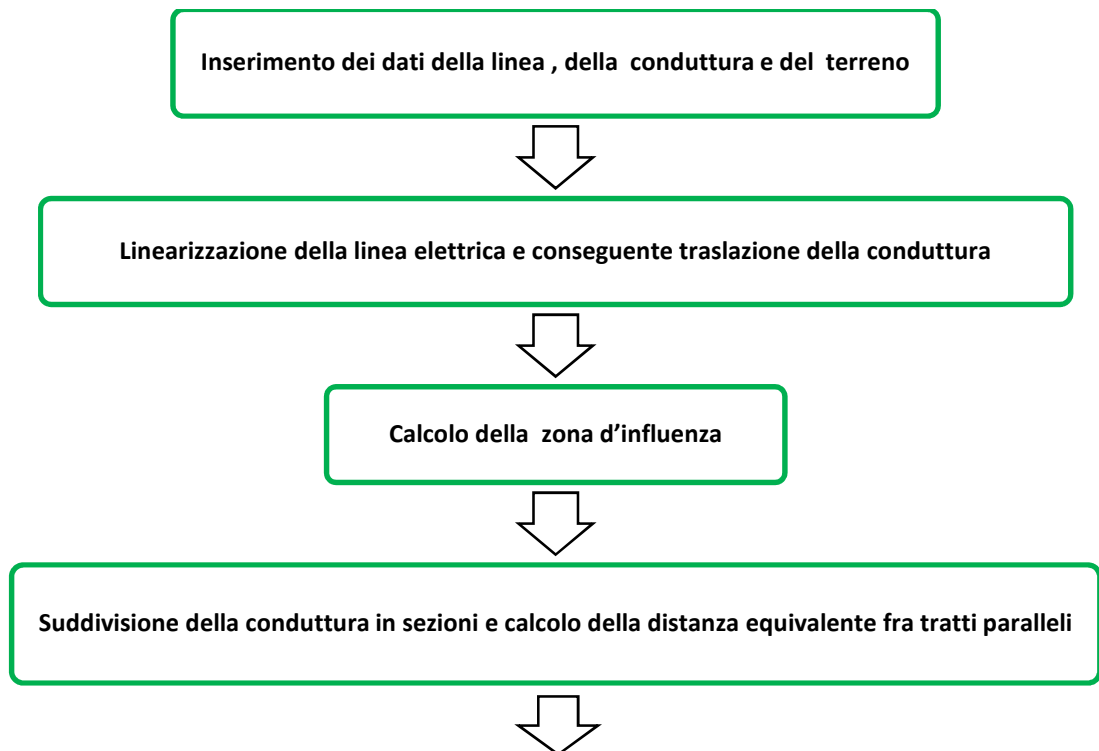 Inserimento dei dati della linea , della conduttura e del terreno
Linearizzazione della linea elettrica e conseguente traslazione della conduttura
Calcolo della zona d’influenza
Suddivisione della conduttura in sezioni e calcolo della distanza equivalente fra tratti paralleli